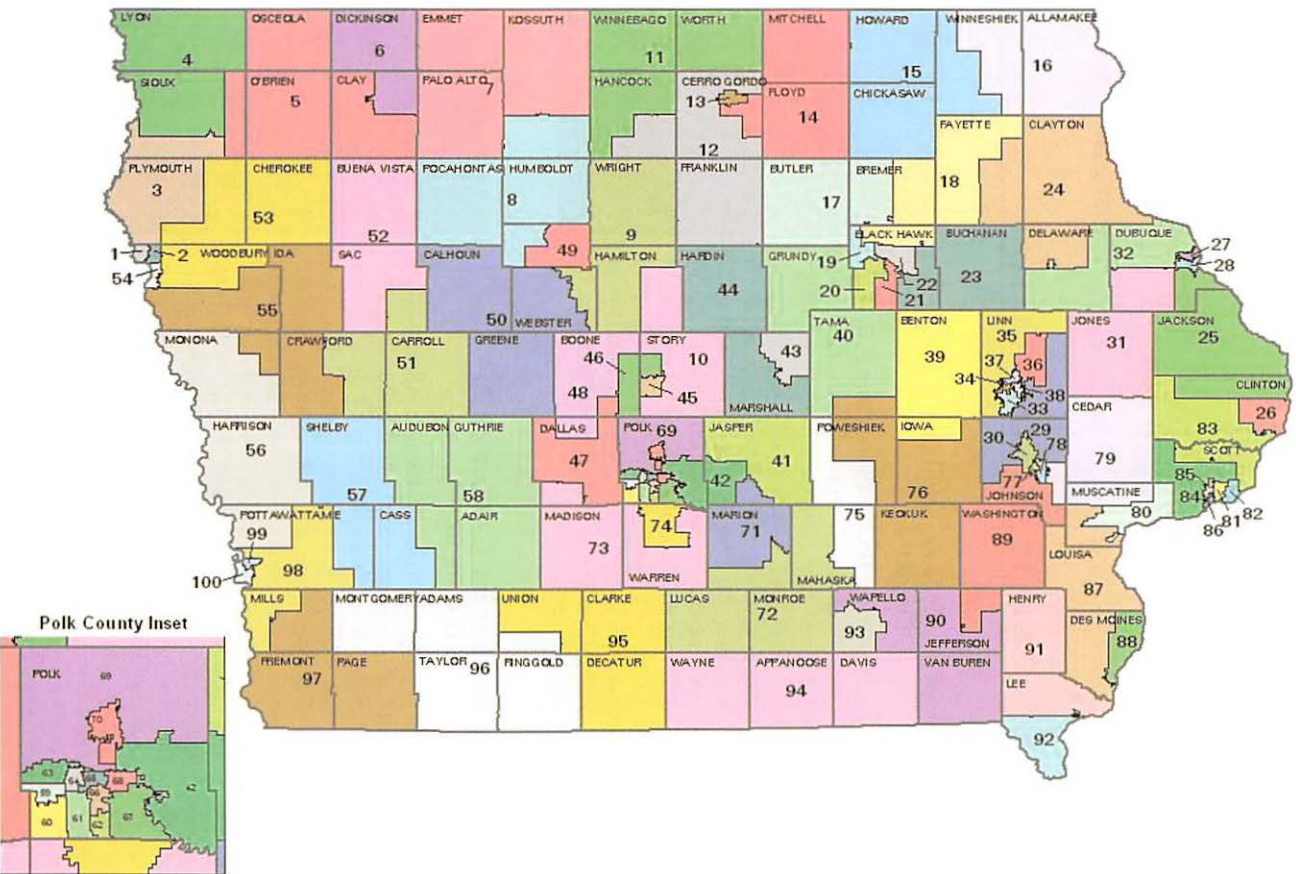 LYON OSCEOLA DICKINSON EMMET KOSSUTH WINNEBAGO WORTH MITCHELL HOWARD WINNESHIEK ALLAMAKEE
4 6 11 15 16
SIOUX O'BRIEN CLAY PALO ALTO 7 HANCOCK CERRO GORDO FLOYD CHICKASAW
5 13 14
FAYETTE CLAYTON
12
PLYMOUTH CHEROKEE BUENA VISTA POCAHONTAS HUMBOLDT WRIGHT FRANKLIN BUTLER BREMER
3 53 52 8 9 17 18 24
1 2 WOODBURY IDA SAC CALHOUN 49 HAMILTON HARDIN GRUNDY BLACK HAWK BUCHANAN DELAWARE DUBUQUE
54 55 50 WEBSTER 44 19 20 21 22 23 32 27 28
MONONA CRAWFORD CARROLL GREENE BOONE STORY TAMA BENTON LINN JONES JACKSON
51 46 48 10 45 43 MARSHALL 40 39 35 37 36 34 38 33 31 25
CLINTON
26
HARRISON SHELBY AUDUBON GUTHRIE DALLAS POLK 69 JASPER POWESHIEK IOWA CEDAR
56 57 58 47 42 41 76 30 29 78 77 JOHNSON 79 83 SCOTT
MUSCATINE 85 84
80 86 81 82
POTTAWATTAMIE CASS ADAIR MADISON 74 MARION 75 KEOKUK WASHINGTON
99 98 73 71 89 LOUISA
100 WARREN MAHASKA 87
MILLS MONTGOMERY ADAMS UNION CLARKE LUCAS MONROE WAPELLO 90 HENRY DES MOINES
95 72 93 JEFFERSON 91 88
FREMONT PAGE TAYLOR 96 RINGGOLD DECATUR WAYNE APPANOOSE DAVIS VAN BUREN LEE
97 94
92
Polk County Inset
POLK 69
70
63 64 68 42
60 61 62 67